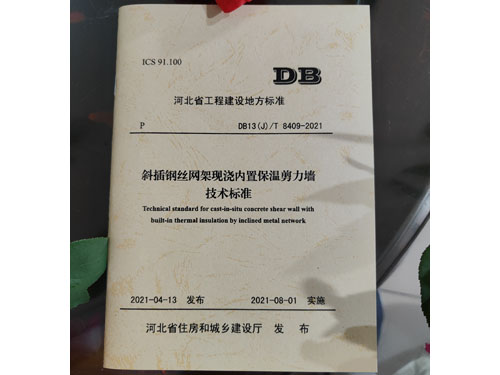 ICS 91.100
DB
河北省工程建设地方标准
P DB13(J)/T 8409-2021
斜插钢丝网架现浇内置保温剪力墙
技术标准
Technical standard for cast-in-situ concrete shear wall with
built-in thermal insulation by inclined metal network
2021-04-13 发布 2021-08-01 实施
河北省住房和城乡建设厅 发 布